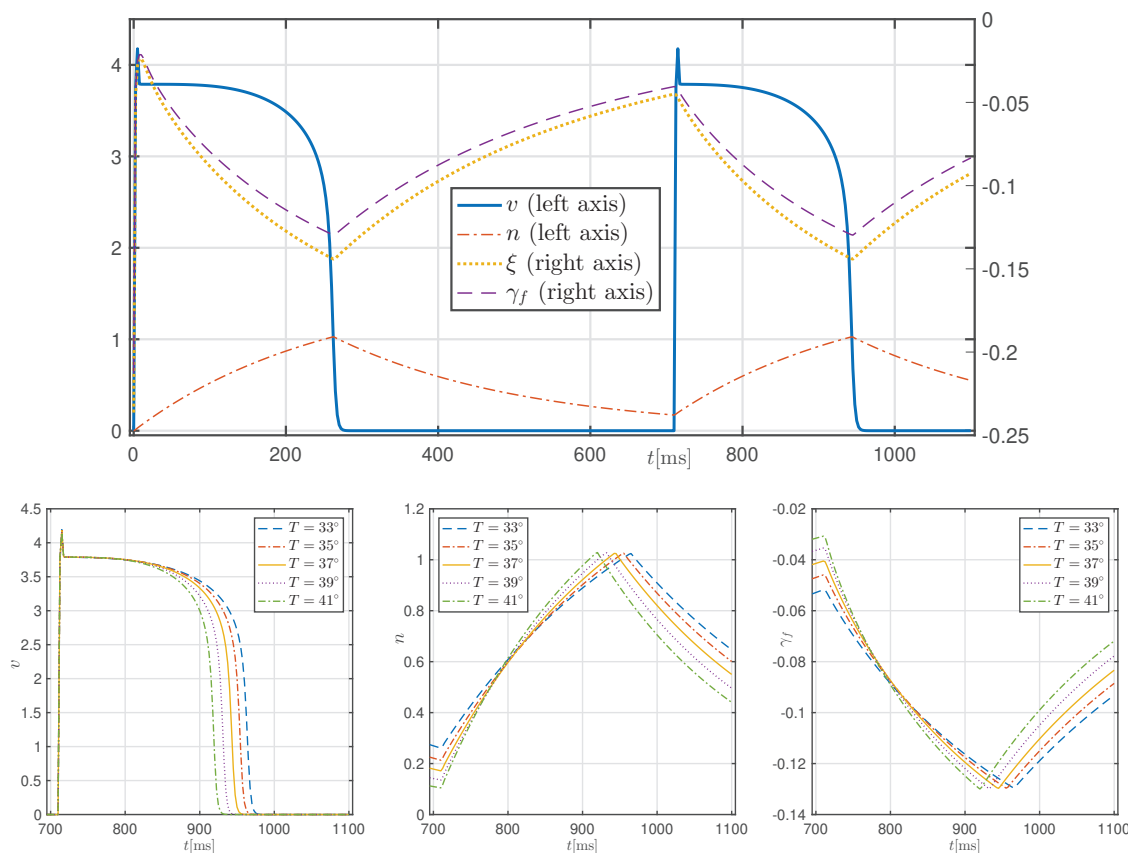 4
3
2
1
0
0
-0.05
-0.1
-0.15
-0.2
-0.25
v (left axis)
n (left axis)
ξ (right axis)
γ_f (right axis)
0 200 400 600 800 1000
t[ms]
4.5
4
3.5
3
2.5
2
1.5
1
0.5
0
v
T = 33°
T = 35°
T = 37°
T = 39°
T = 41°
700 800 900 1000 1100
t[ms]
1.2
1
0.8
0.6
0.4
0.2
0
n
T = 33°
T = 35°
T = 37°
T = 39°
T = 41°
700 800 900 1000 1100
t[ms]
-0.02
-0.04
-0.06
-0.08
-0.1
-0.12
-0.14
γ_f
T = 33°
T = 35°
T = 37°
T = 39°
T = 41°
700 800 900 1000 1100
t[ms]